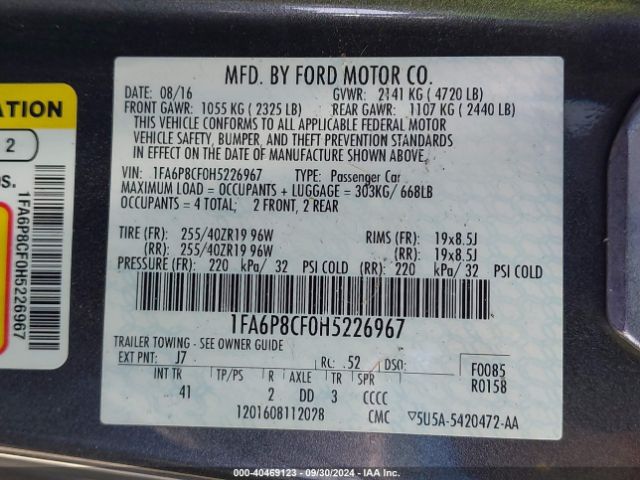 MFD. BY FORD MOTOR CO.
DATE: 08/16 GVWR: 2141 KG ( 4720 LB)
FRONT GAWR: 1055 KG ( 2325 LB) REAR GAWR: 1107 KG ( 2440 LB)
THIS VEHICLE CONFORMS TO ALL APPLICABLE FEDERAL MOTOR
VEHICLE SAFETY, BUMPER, AND THEFT PREVENTION STANDARDS
IN EFFECT ON THE DATE OF MANUFACTURE SHOWN ABOVE.
VIN: 1FA6P8CF0H5226967 TYPE: Passenger Car
MAXIMUM LOAD = OCCUPANTS + LUGGAGE = 303KG/ 668LB
OCCUPANTS = 4 TOTAL; 2 FRONT, 2 REAR
TIRE (FR): 255/40ZR19 96W RIMS (FR): 19x8.5J
(RR): 255/40ZR19 96W (RR): 19x8.5J
PRESSURE (FR): 220 kPa/ 32 PSI COLD (RR): 220 kPa/ 32 PSI COLD
1FA6P8CF0H5226967
TRAILER TOWING - SEE OWNER GUIDE
EXT PNT: J7 RL: .52 DSO: F0085
INT TK TP/PS R AXLE TR SPR R0158
41 2 DD 3 CCCC
1201608112028 CMC ▽5U5A-5420472-AA
ATION
2
OS.
1FA6P8CF0H5226967
000-40469123 - 09/30/2024 - IAA Inc.